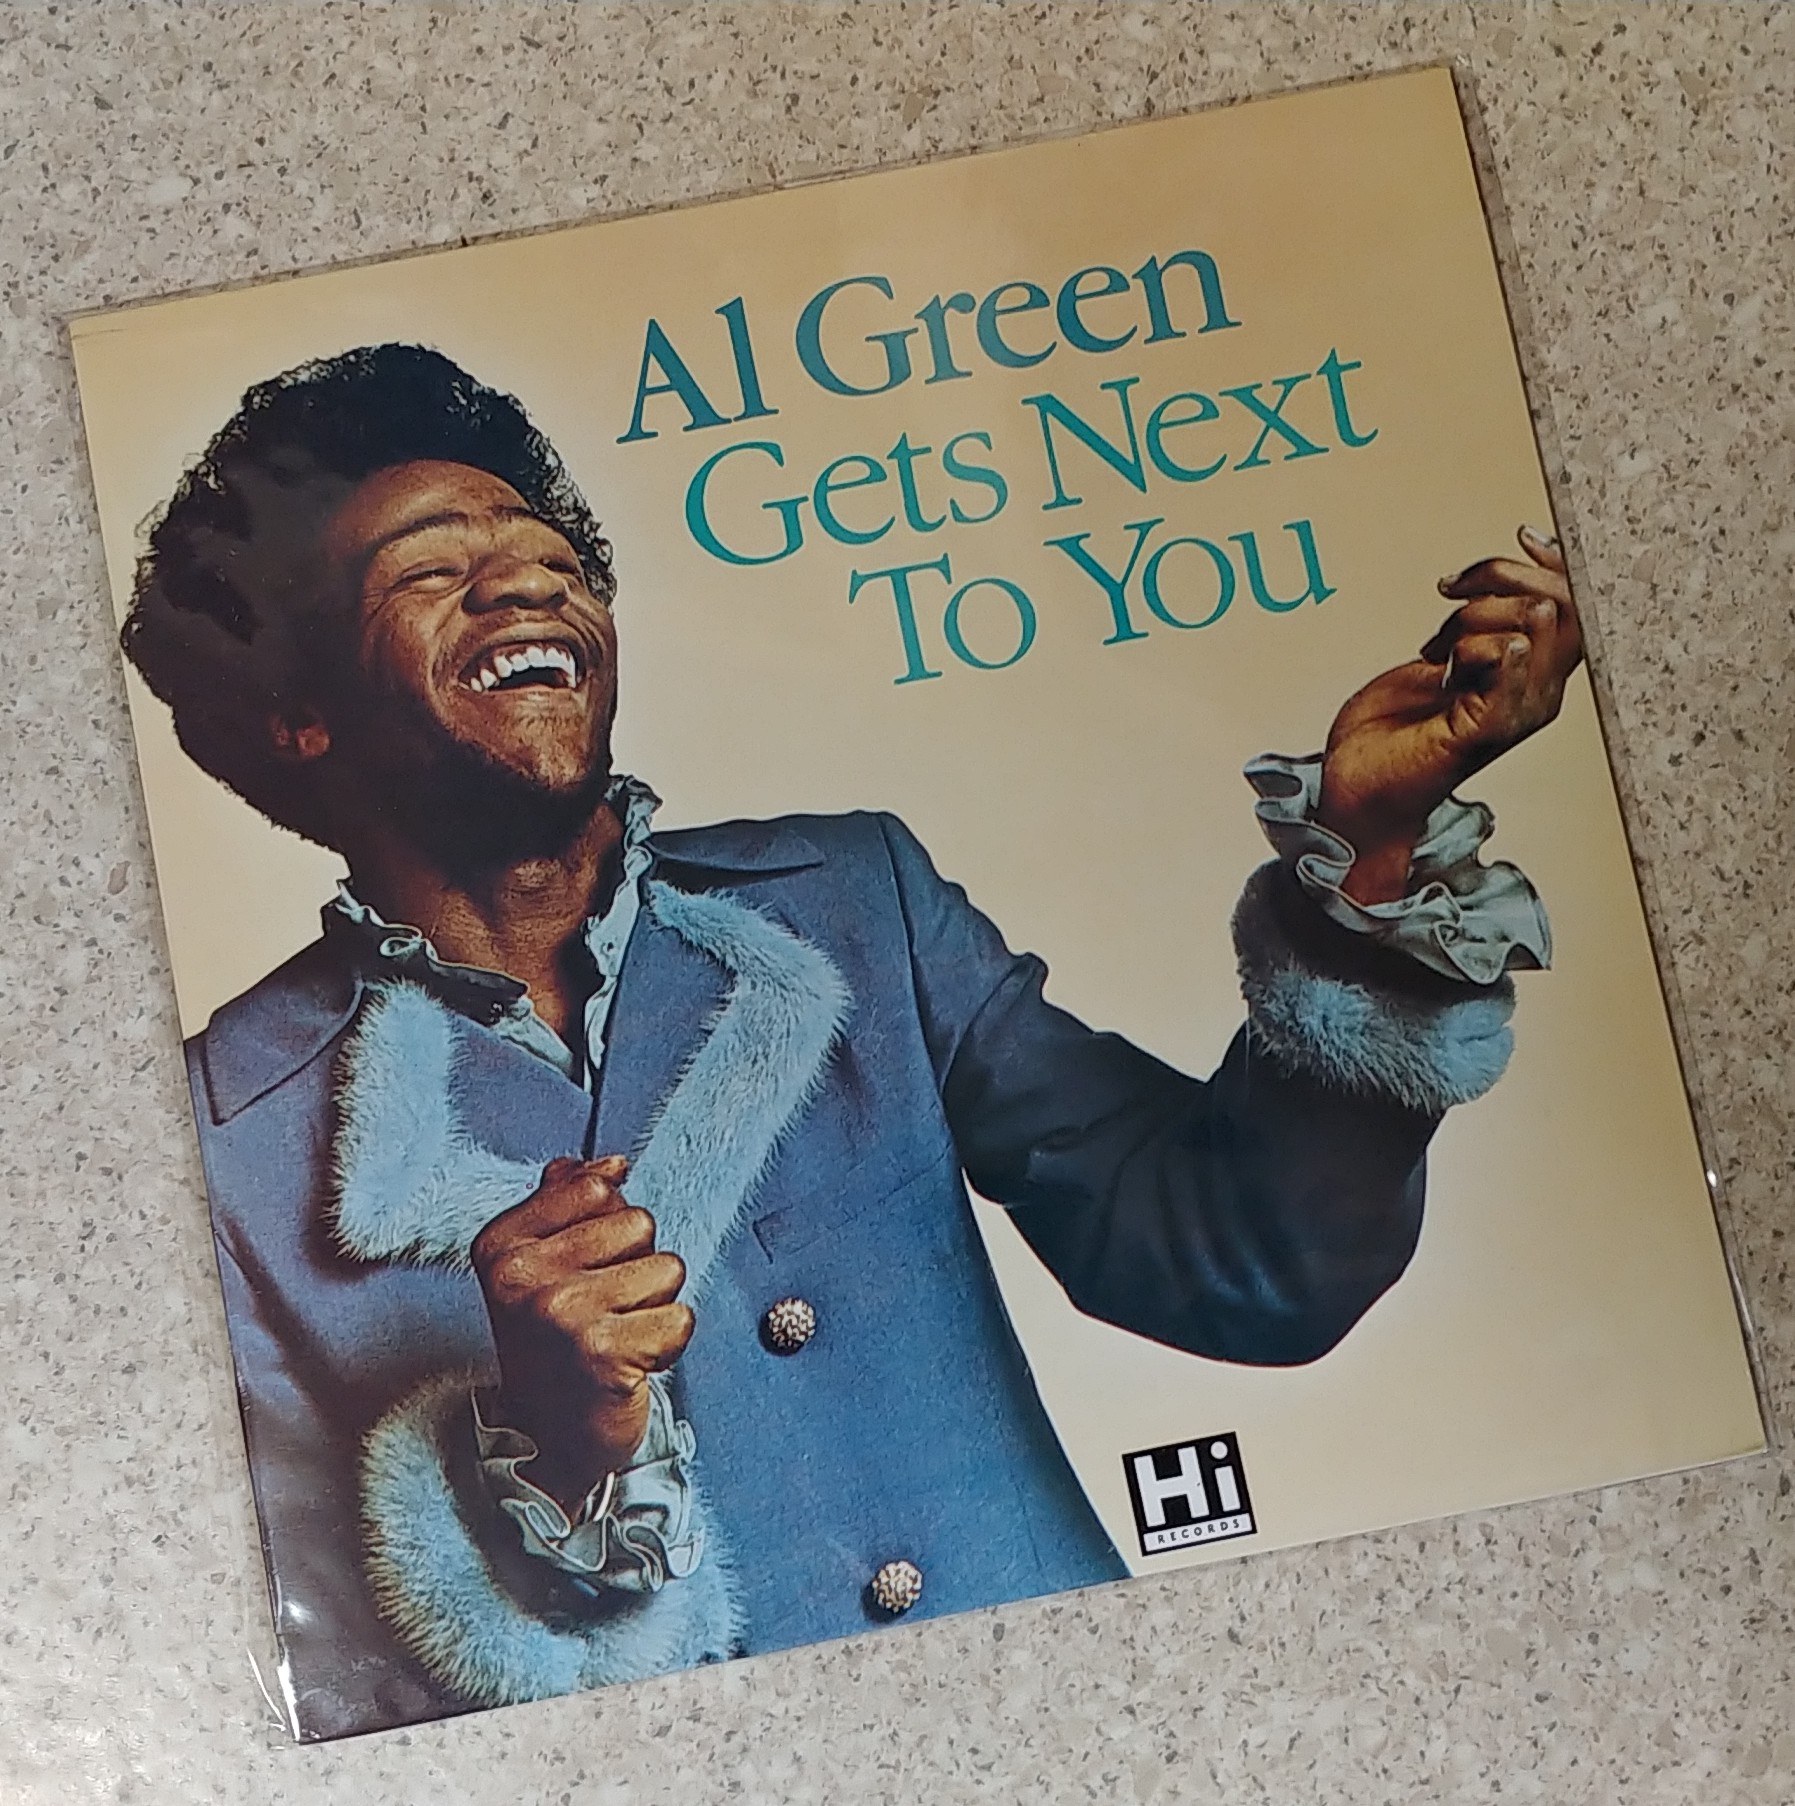 Al Green
Gets Next
To You
Hi
RECORDS